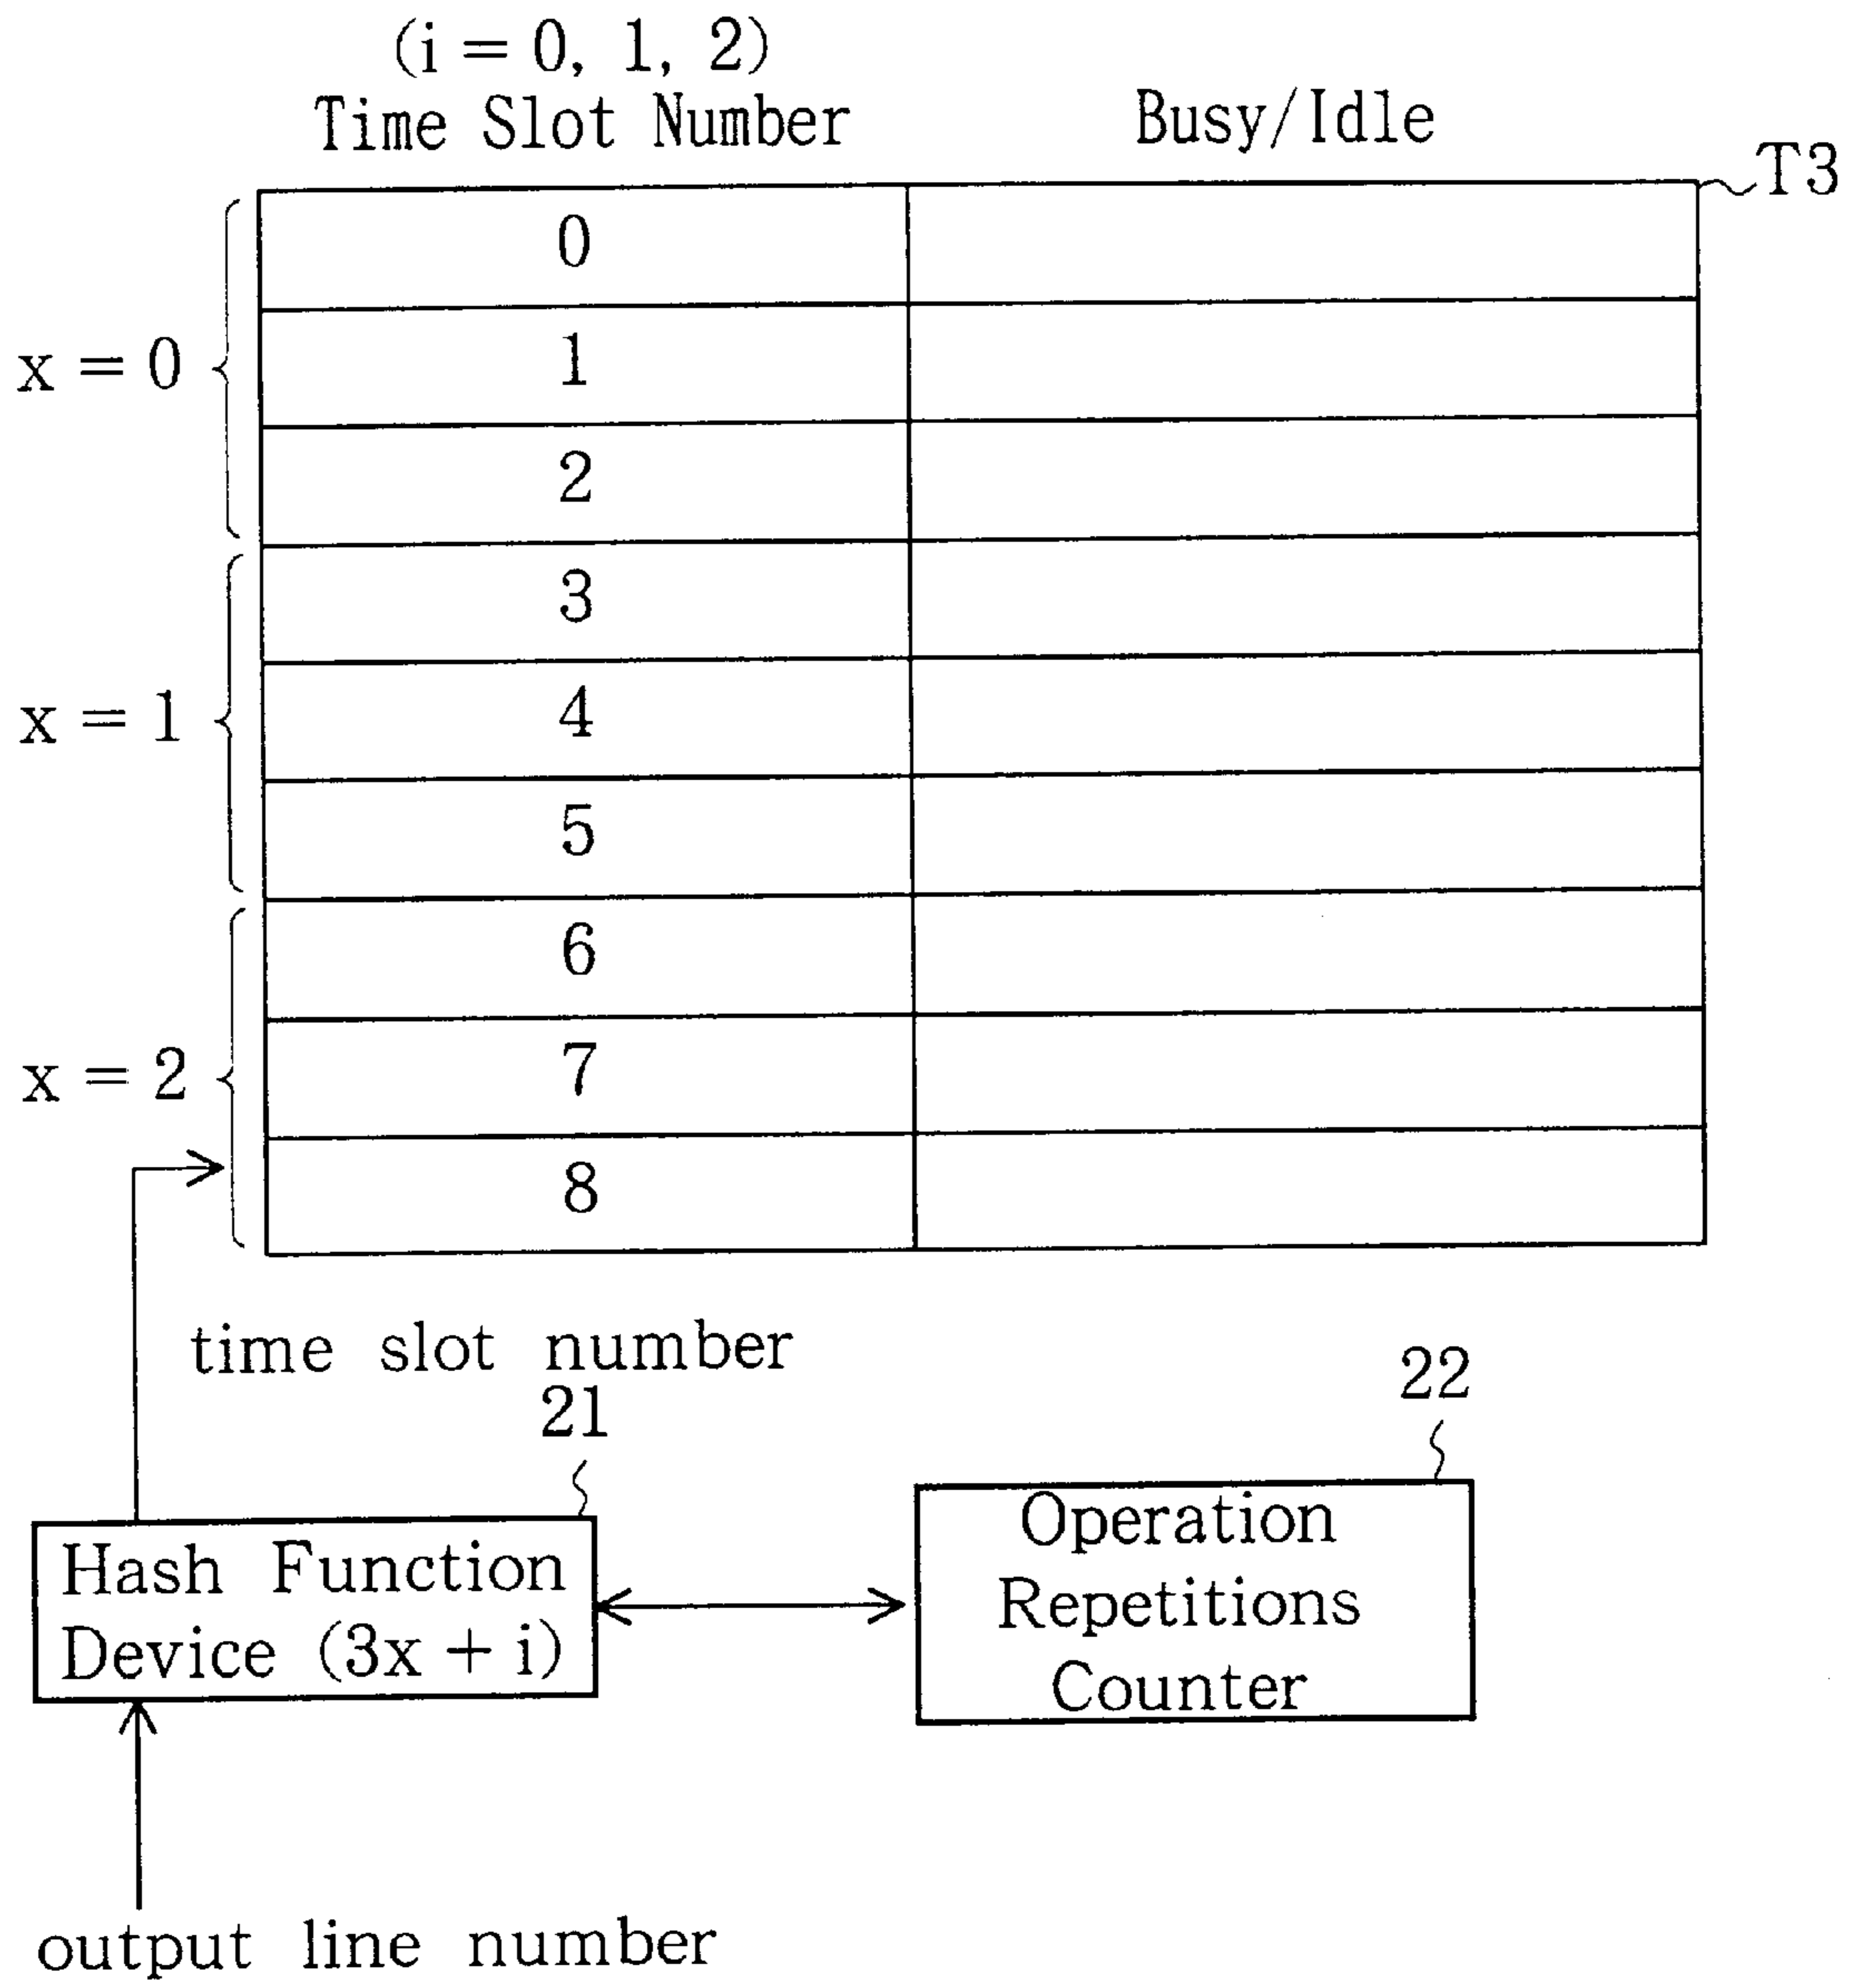 (i = 0, 1, 2)
Time Slot Number
Busy/Idle
T3
x = 0
0
1
2
x = 1
3
4
5
x = 2
6
7
8
time slot number
21
22
Hash Function
Device (3x + i)
Operation
Repetitions
Counter
output line number